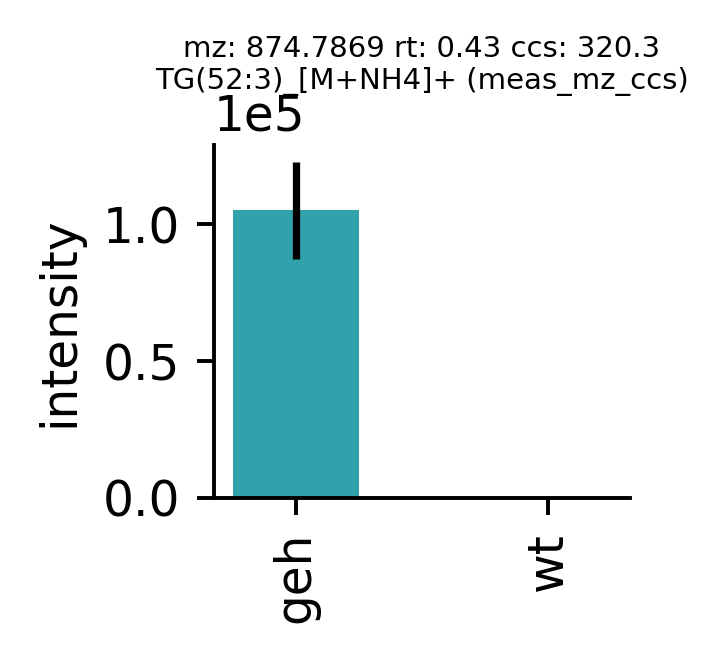 mz: 874.7869 rt: 0.43 ccs: 320.3
TG(52:3)_[M+NH4]+ (meas_mz_ccs)
1e5
1.0
0.5
0.0
intensity
geh
wt